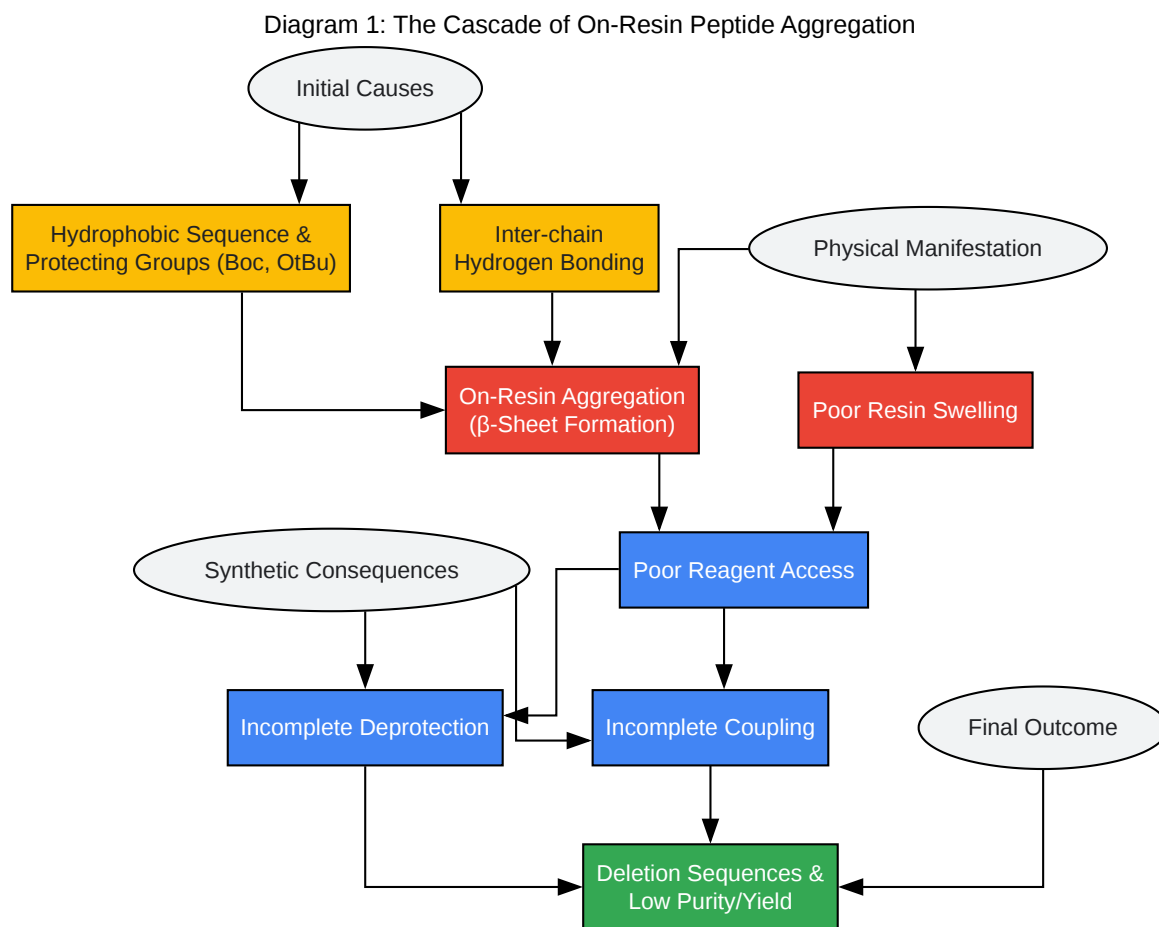 Diagram 1: The Cascade of On-Resin Peptide Aggregation
Initial Causes
Hydrophobic Sequence &
Protecting Groups (Boc, OtBu)
Inter-chain
Hydrogen Bonding
Physical Manifestation
On-Resin Aggregation
(β-Sheet Formation)
Poor Resin Swelling
Synthetic Consequences
Poor Reagent Access
Incomplete Deprotection
Incomplete Coupling
Final Outcome
Deletion Sequences &
Low Purity/Yield